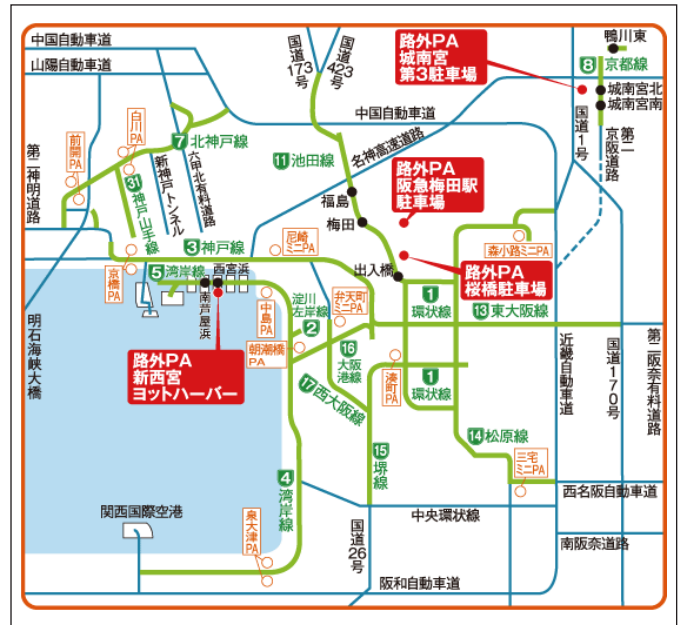 中国自動車道
山陽自動車道
国道173号
国道423号
路外PA
城南宮
第3駐車場
鴨川東
8 京都線
城南宮北
城南宮南
国道1号
第二京阪道路
中国自動車道
名神高速道路
白川PA
前開PA
7 北神戸線
第二神明道路
31 神戸山手線
新神戸トンネル
六甲北有料道路
11 池田線
福島
梅田
路外PA
阪急梅田駅
駐車場
3 神戸線
尼崎
ミニPA
森小路ミニPA
京橋PA
5 湾岸線
西宮浜
南芦屋浜
中島PA
淀川
左岸線
2
弁天町
ミニPA
出入橋
路外PA
桜橋駐車場
1
環状線
13 東大阪線
朝潮橋
PA
16
大阪港線
湊町PA
明石海峡大橋
路外PA
新西宮
ヨットハーバー
17 西大阪線
1
環状線
近畿自動車道
国道170号
第二阪奈有料道路
15 堺線
14 松原線
三宅
ミニPA
4 湾岸線
西名阪自動車道
中央環状線
関西国際空港
泉大津PA
国道26号
南阪奈道路
阪和自動車道